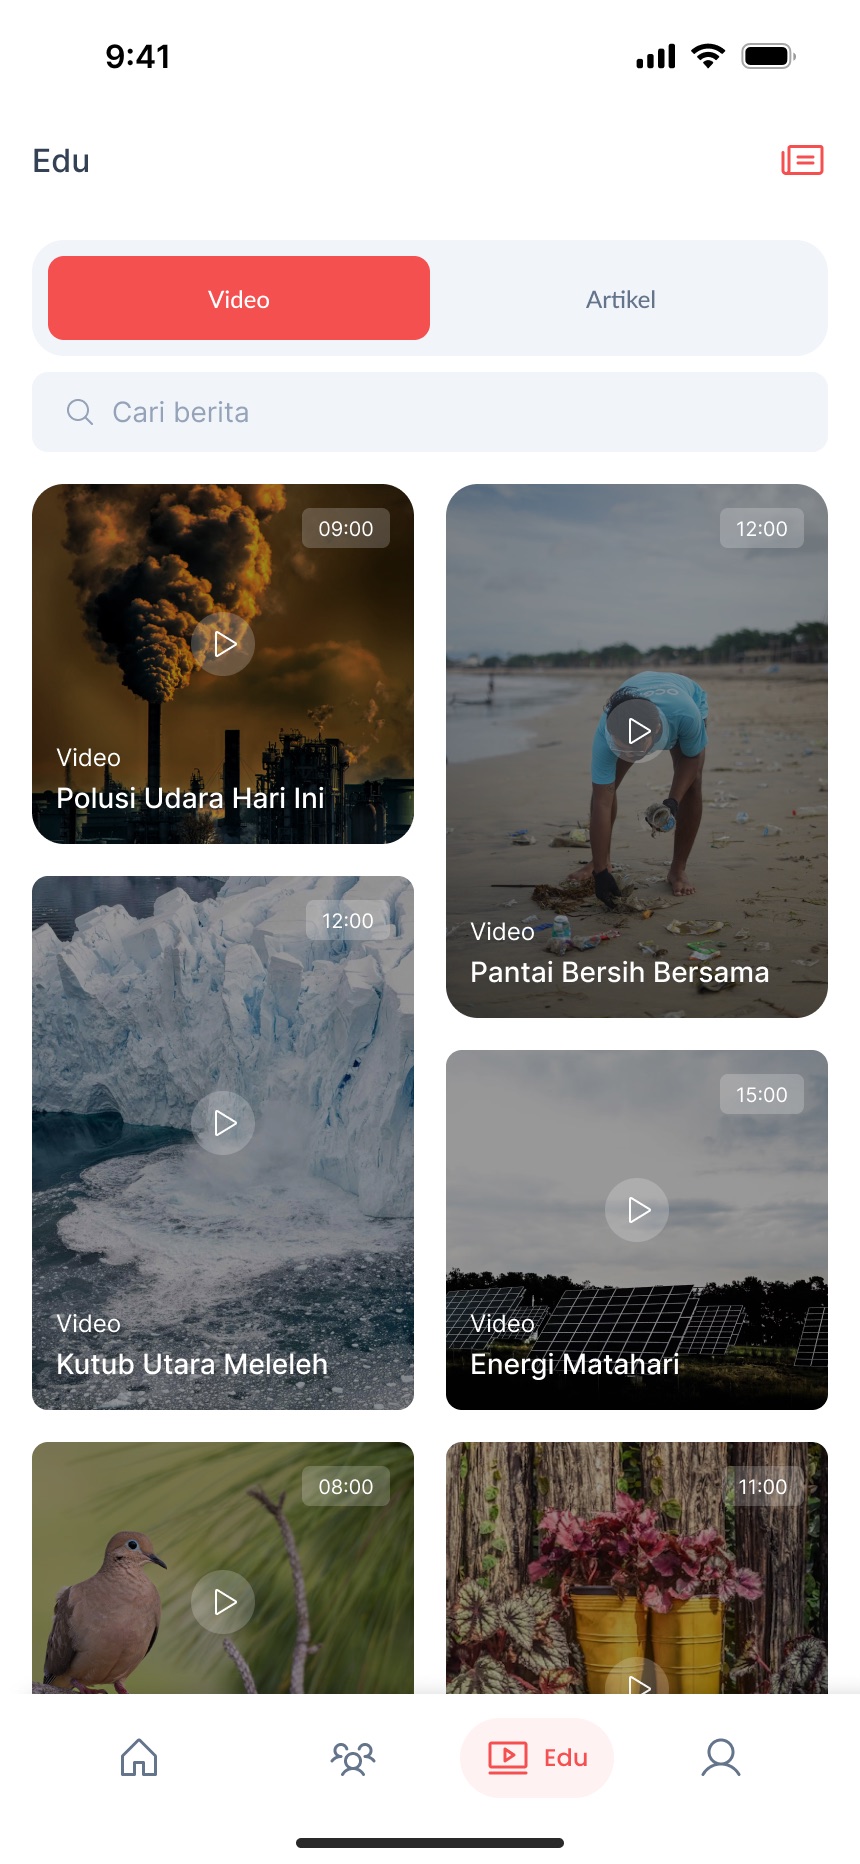 9:41
Edu
Video
Artikel
Cari berita
09:00
Video
Polusi Udara Hari Ini
12:00
Video
Pantai Bersih Bersama
12:00
Video
Kutub Utara Meleleh
15:00
Video
Energi Matahari
08:00
11:00
Edu